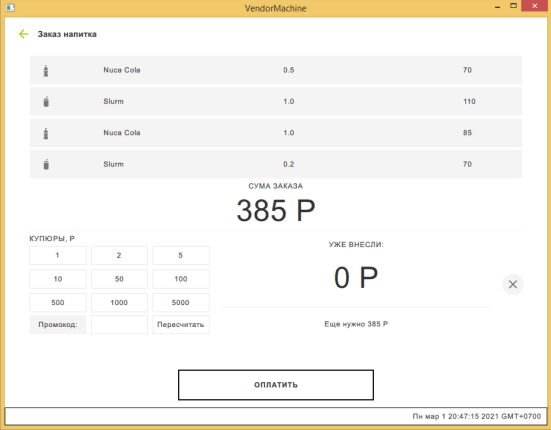 VendorMachine
Заказ напитка
Nuca Cola 0.5 70
Slurm 1.0 110
Nuca Cola 1.0 85
Slurm 0.2 70
СУМА ЗАКАЗА
385 Р
КУПЮРЫ, Р
1 2 5
10 50 100
500 1000 5000
Промокод: Пересчитать
УЖЕ ВНЕСЛИ:
0 Р
Еще нужно 385 Р
ОПЛАТИТЬ
Пн мар 1 20:47:15 2021 GMT+0700